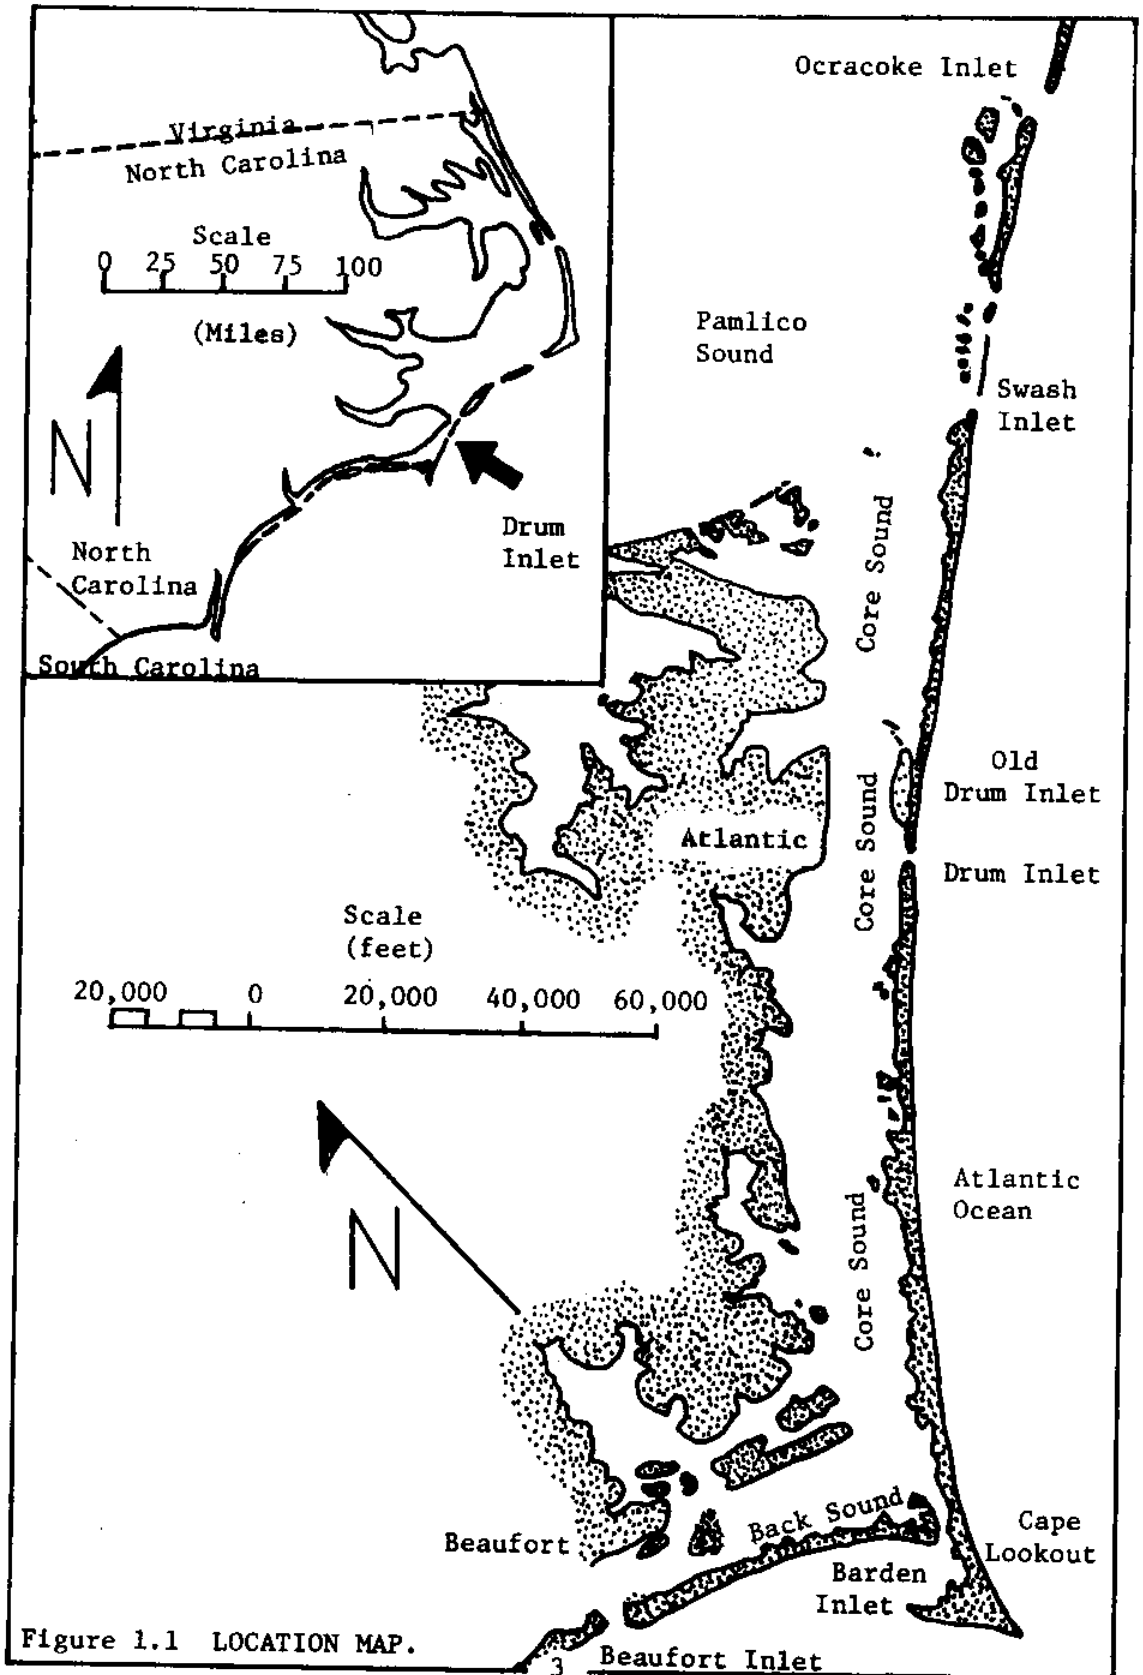 Virginia
North Carolina
Scale
0 25 50 75 100
(Miles)
N
Drum
Inlet
North
Carolina
South Carolina
Ocracoke Inlet
Pamlico
Sound
Swash
Inlet
Core Sound
Old
Drum Inlet
Atlantic
Core Sound
Drum Inlet
Scale
(feet)
20,000 0 20,000 40,000 60,000
N
Atlantic
Ocean
Core Sound
Back Sound
Beaufort
Cape
Lookout
Barden
Inlet
Figure 1.1 LOCATION MAP.
Beaufort Inlet
3